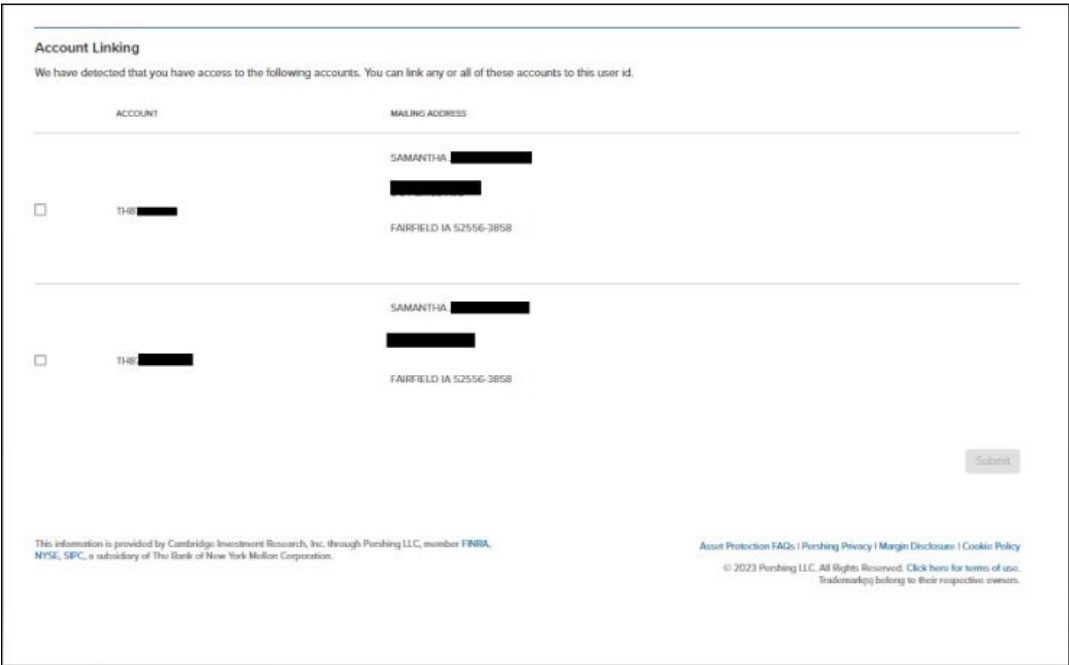 Account Linking
We have detected that you have access to the following accounts. You can link any or all of these accounts to this user id.
ACCOUNT MAILING ADDRESS
SAMANTHA
TH8
FAIRFIELD IA 52556-3858
SAMANTHA
TH8
FAIRFIELD IA 52556-3858
Submit
This information is provided by Cambridge Investment Research, Inc. through Pershing LLC, member FINRA,
NYSE, SIPC, a subsidiary of The Bank of New York Mellon Corporation.
Asset Protection FAQs | Pershing Privacy | Margin Disclosure | Cookie Policy
© 2023 Pershing LLC. All Rights Reserved. Click here for terms of use.
Trademark(s) belong to their respective owners.